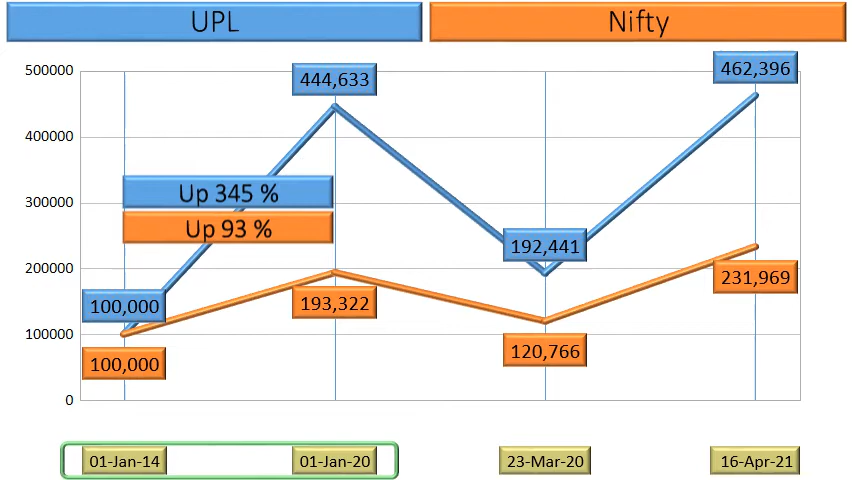 UPL
Nifty
500000
444,633
462,396
400000
300000
Up 345 %
Up 93 %
192,441
200000
231,969
193,322
100,000
100000
120,766
100,000
0
01-Jan-14
01-Jan-20
23-Mar-20
16-Apr-21